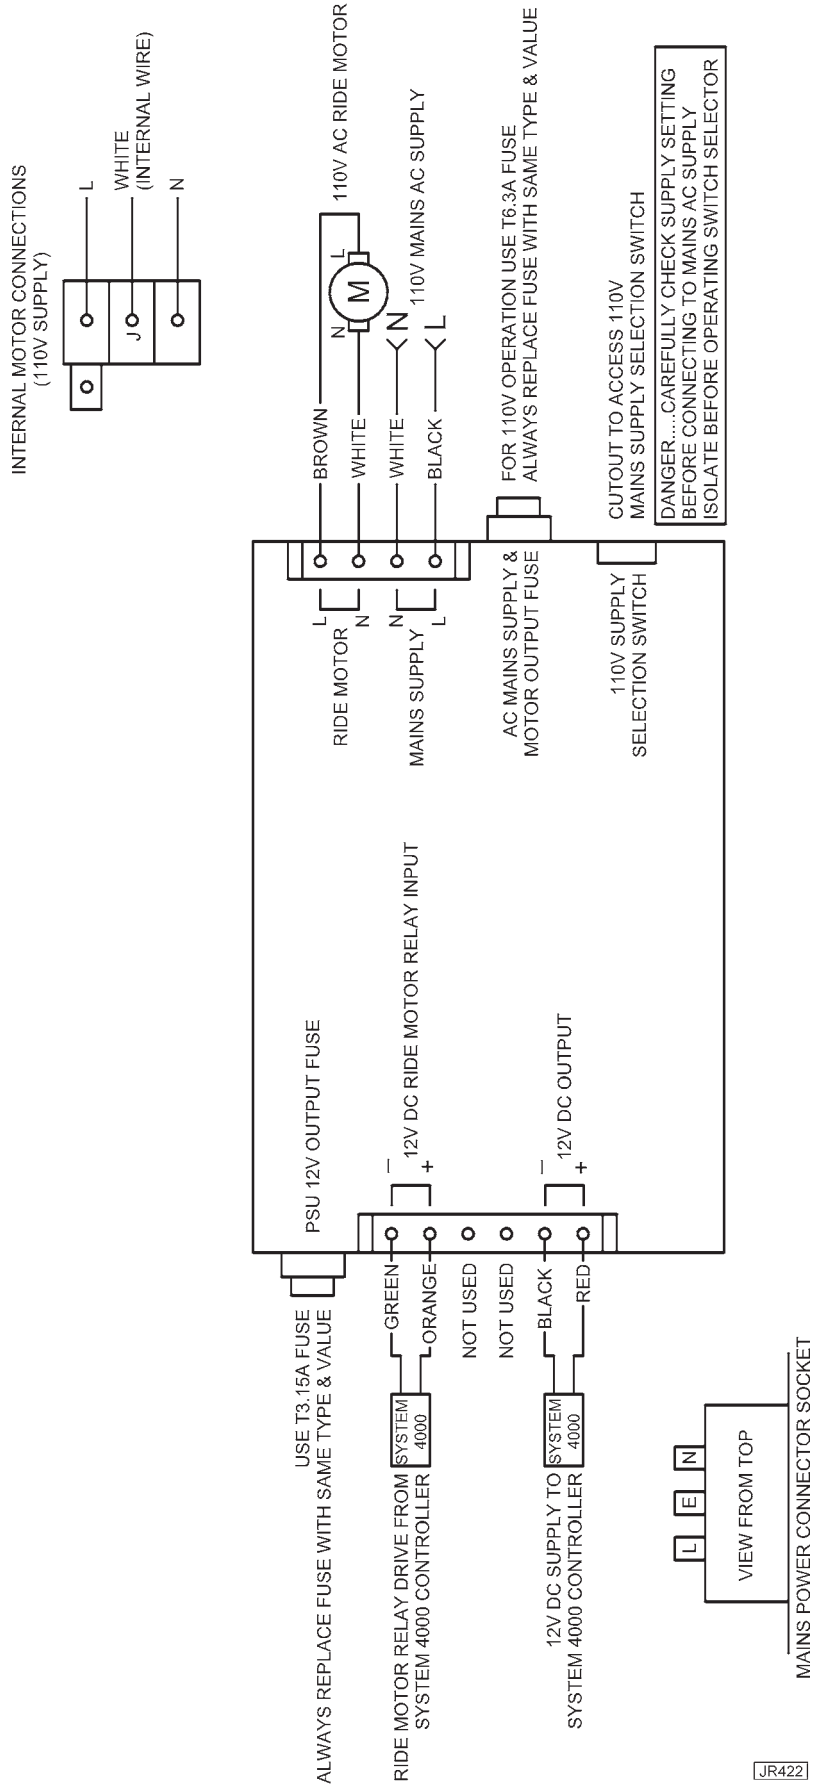 INTERNAL MOTOR CONNECTIONS
(110V SUPPLY)
L
WHITE
(INTERNAL WIRE)
N
J
110V AC RIDE MOTOR
BROWN
L
M
N
WHITE
110V MAINS AC SUPPLY
WHITE
N
BLACK
L
FOR 110V OPERATION USE T6.3A FUSE
ALWAYS REPLACE FUSE WITH SAME TYPE & VALUE
CUTOUT TO ACCESS 110V
MAINS SUPPLY SELECTION SWITCH
DANGER.....CAREFULLY CHECK SUPPLY SETTING
BEFORE CONNECTING TO MAINS AC SUPPLY
ISOLATE BEFORE OPERATING SWITCH SELECTOR
L
RIDE MOTOR
N
N
MAINS SUPPLY
L
AC MAINS SUPPLY &
MOTOR OUTPUT FUSE
110V SUPPLY
SELECTION SWITCH
PSU 12V OUTPUT FUSE
–
12V DC RIDE MOTOR RELAY INPUT
+
–
12V DC OUTPUT
+
USE T3.15A FUSE
ALWAYS REPLACE FUSE WITH SAME TYPE & VALUE
GREEN
ORANGE
NOT USED
NOT USED
BLACK
RED
SYSTEM
4000
RIDE MOTOR RELAY DRIVE FROM
SYSTEM 4000 CONTROLLER
SYSTEM
4000
12V DC SUPPLY TO
SYSTEM 4000 CONTROLLER
L
E
N
VIEW FROM TOP
MAINS POWER CONNECTOR SOCKET
JR422